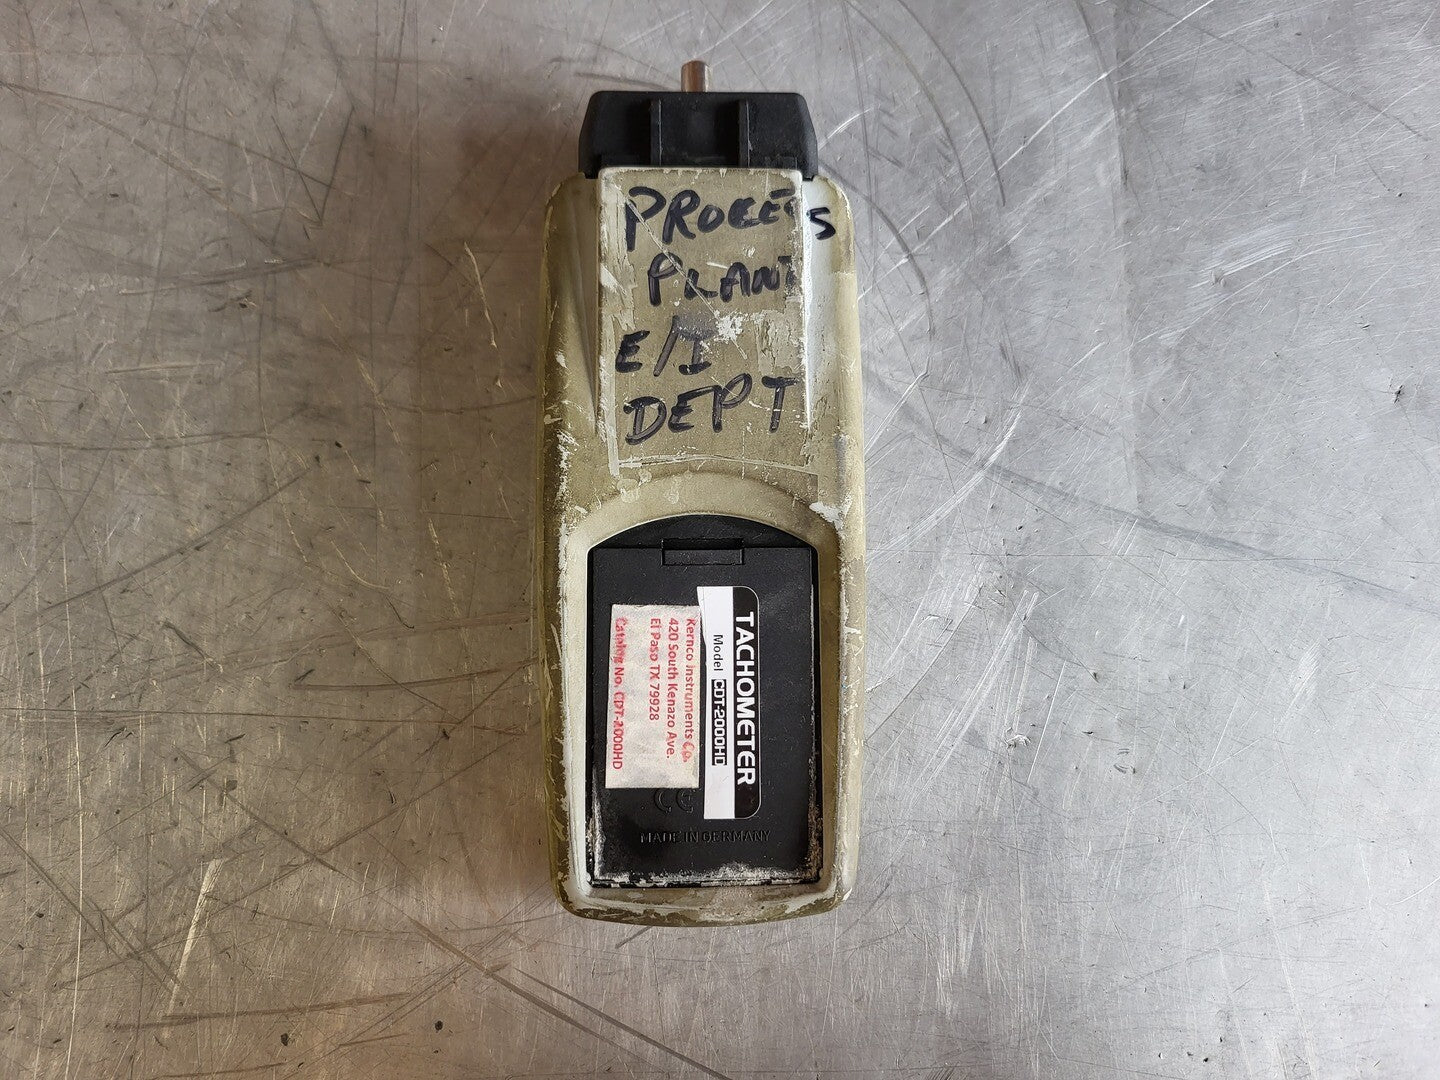 PROCESS
PLANT
E/I
DEPT
TACHOMETER
Model CDT-2000HD
Kernco Instruments Co.
420 South Kenazo Ave.
El Paso TX 79928
Catalog No. CDT-2000HD
CE
MADE IN GERMANY